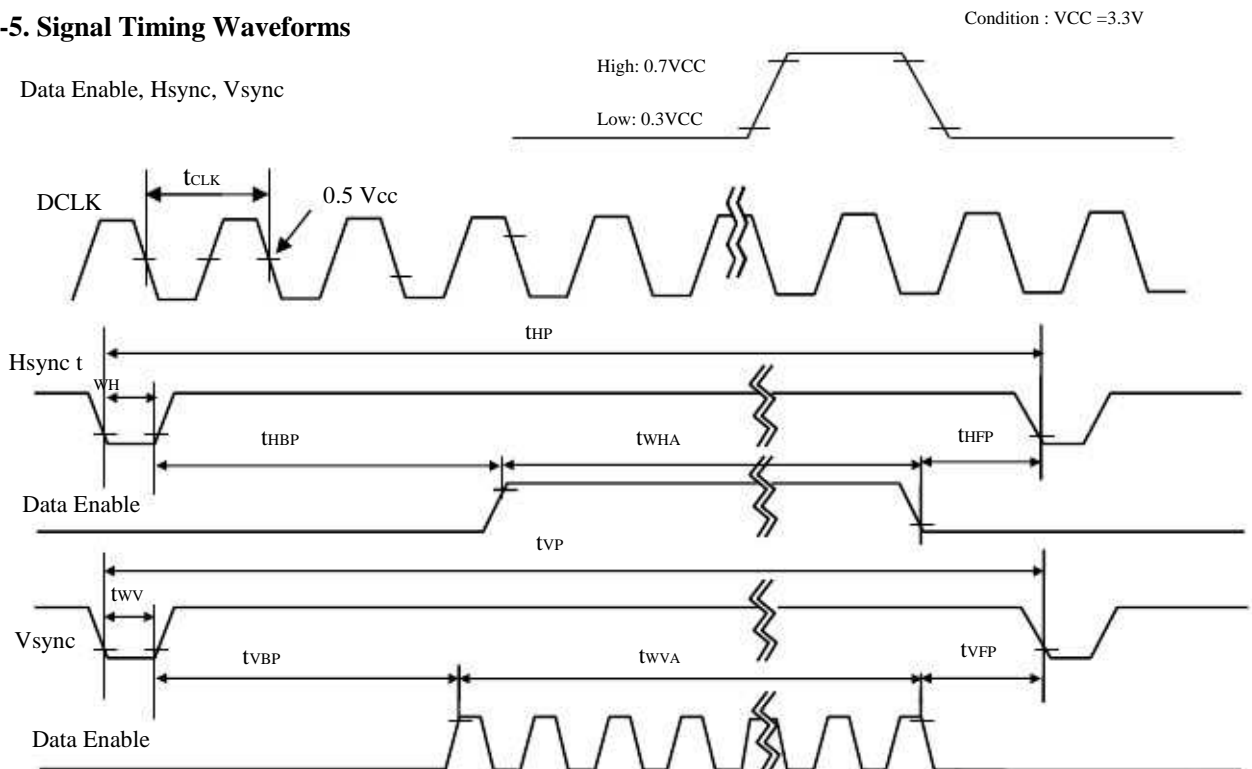 -5. Signal Timing Waveforms
Condition : VCC =3.3V
Data Enable, Hsync, Vsync
High: 0.7VCC
Low: 0.3VCC
DCLK
tCLK
0.5 Vcc
tHP
Hsync t
WH
tHBP
tWHA
tHFP
Data Enable
tVP
tWV
Vsync
tVBP
tWVA
tVFP
Data Enable